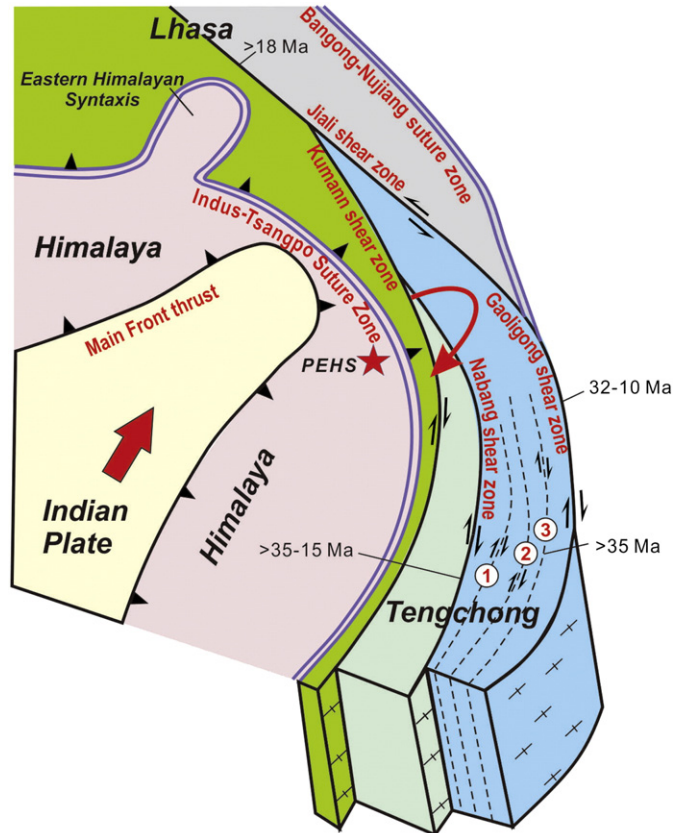 Lhasa
>18 Ma
Bangong-Nujiang suture zone
Eastern Himalayan
Syntaxis
Jiali shear zone
Kumann shear zone
Indus-Tsangpo Suture Zone
Himalaya
Main Front thrust
Gaoligong shear zone
PEHS
Nabang shear zone
32-10 Ma
Himalaya
Indian
Plate
>35-15 Ma
1
2
3
>35 Ma
Tengchong